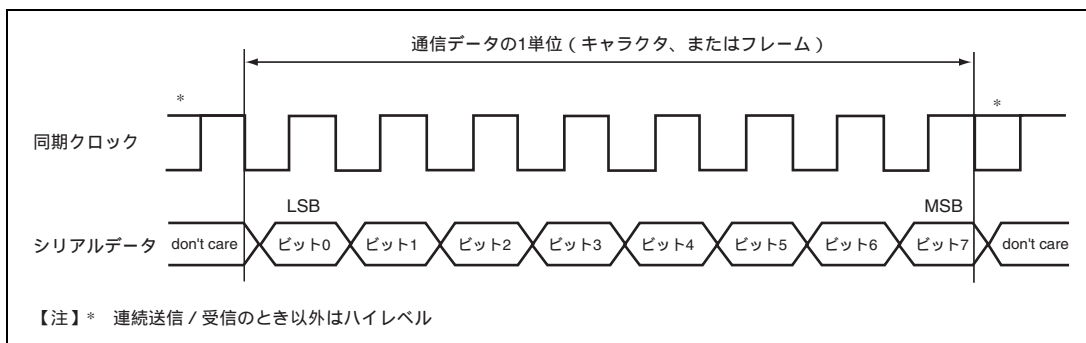 通信データの1単位（キャラクタ、またはフレーム）
* *
同期クロック
LSB MSB
シリアルデータ don't care ビット0 ビット1 ビット2 ビット3 ビット4 ビット5 ビット6 ビット7 don't care
【注】* 連続送信 / 受信のとき以外はハイレベル